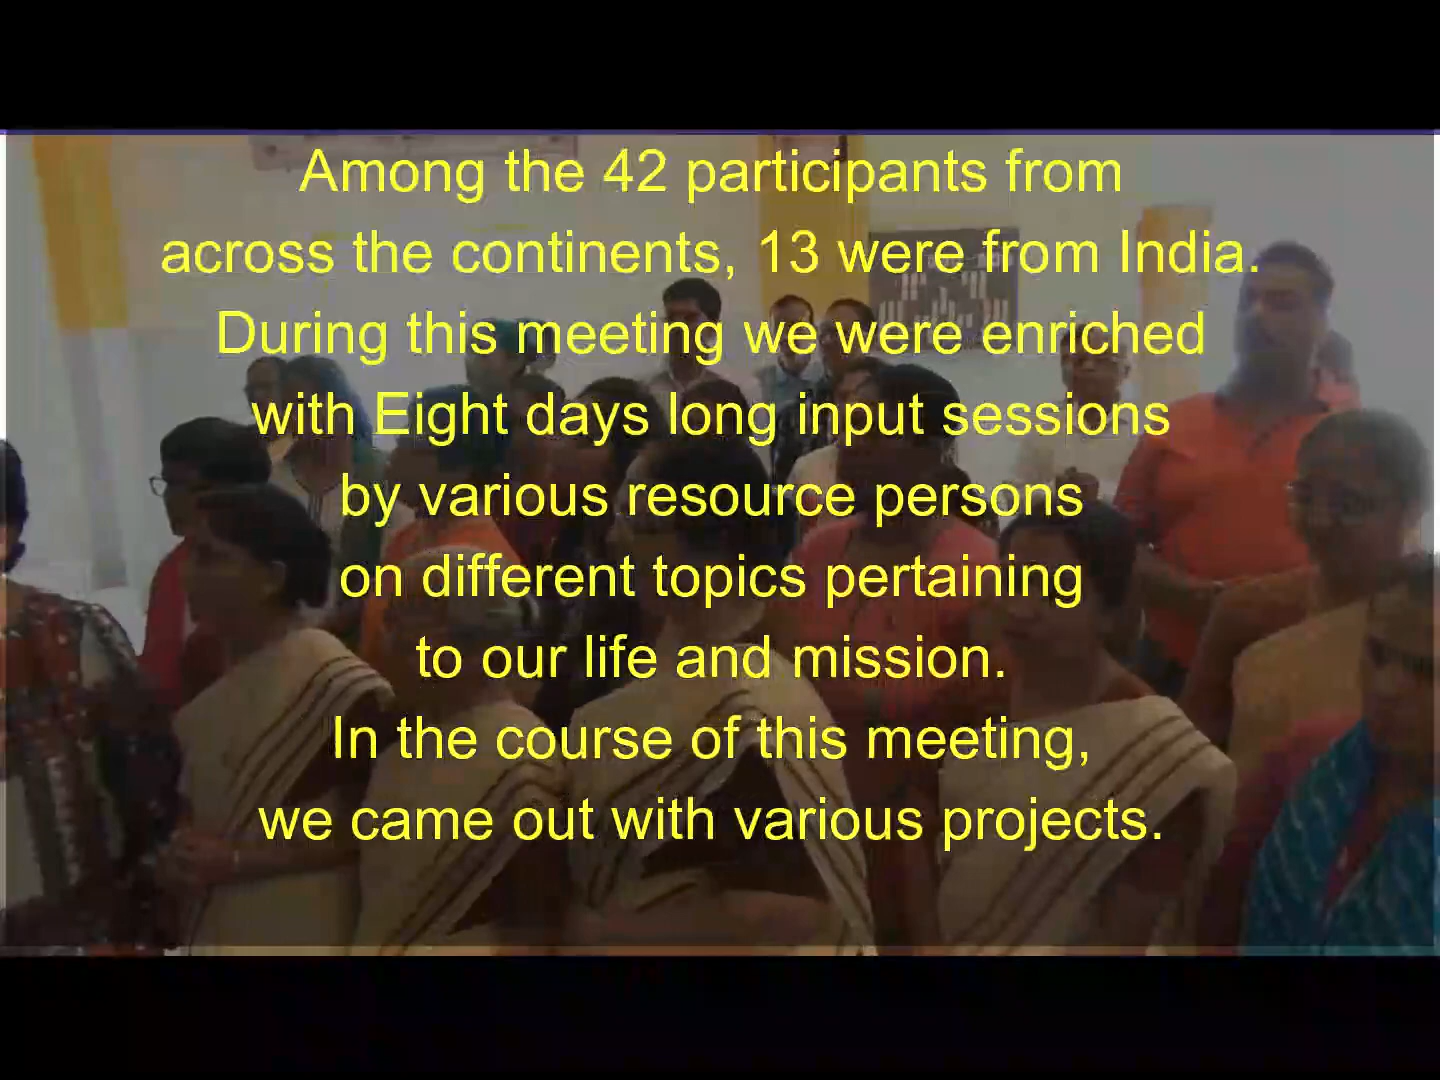 Among the 42 participants from
across the continents, 13 were from India.
During this meeting we were enriched
with Eight days long input sessions
by various resource persons
on different topics pertaining
to our life and mission.
In the course of this meeting,
we came out with various projects.